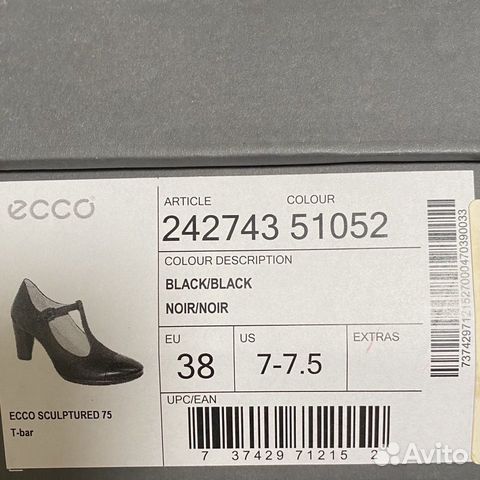 ecco
ARTICLE COLOUR
242743 51052
COLOUR DESCRIPTION
BLACK/BLACK
NOIR/NOIR
EU US EXTRAS
38 7-7.5
ECCO SCULPTURED 75
T-bar
UPC/EAN
7 37429 71215 2
7374297121527000470390033
Avito